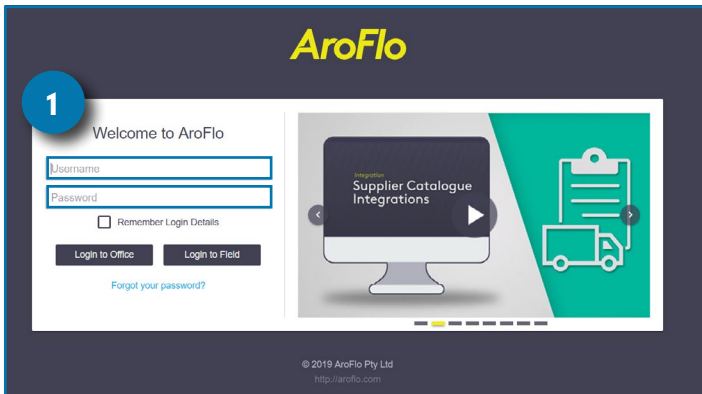 AroFlo
1
Welcome to AroFlo
Username
Password
Remember Login Details
Login to Office
Login to Field
Forgot your password?
Integration
Supplier Catalogue
Integrations
© 2019 AroFlo Pty Ltd
http://aroflo.com